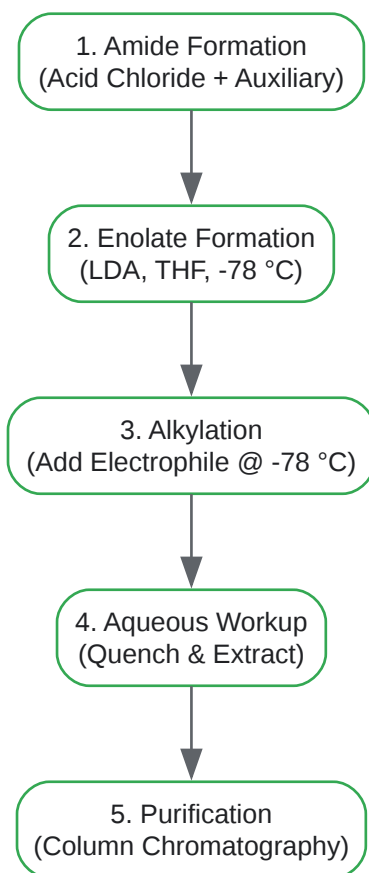 1. Amide Formation
(Acid Chloride + Auxiliary)
2. Enolate Formation
(LDA, THF, -78 °C)
3. Alkylation
(Add Electrophile @ -78 °C)
4. Aqueous Workup
(Quench & Extract)
5. Purification
(Column Chromatography)